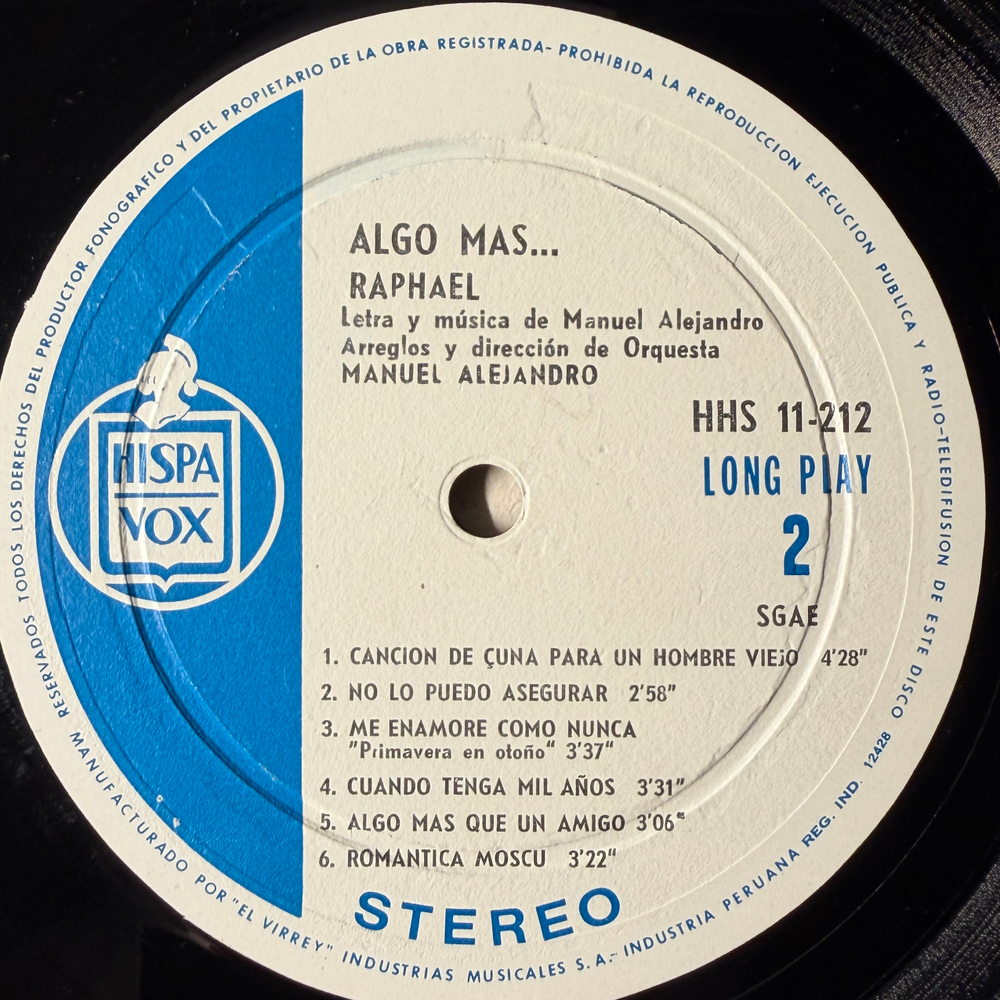 RESERVADOS TODOS LOS DERECHOS DEL PRODUCTOR FONOGRAFICO Y DEL PROPIETARIO DE LA OBRA REGISTRADA- PROHIBIDA LA REPRODUCCION EJECUCION PUBLICA Y RADIO-TELEDIFUSION DE ESTE DISCO
ALGO MAS...
RAPHAEL
Letra y música de Manuel Alejandro
Arreglos y dirección de Orquesta
MANUEL ALEJANDRO
HHS 11-212
LONG PLAY
2
SGAE
HISPA
VOX
1. CANCION DE ÇUNA PARA UN HOMBRE VIEJO 4'28"
2. NO LO PUEDO ASEGURAR 2'58"
3. ME ENAMORE COMO NUNCA
"Primavera en otoño" 3'37"
4. CUANDO TENGA MIL AÑOS 3'31"
5. ALGO MAS QUE UN AMIGO 3'06"
6. ROMANTICA MOSCU 3'22"
STEREO
MANUFACTURADO POR "EL VIRREY" INDUSTRIAS MUSICALES S.A.- INDUSTRIA PERUANA REG. IND. 12428